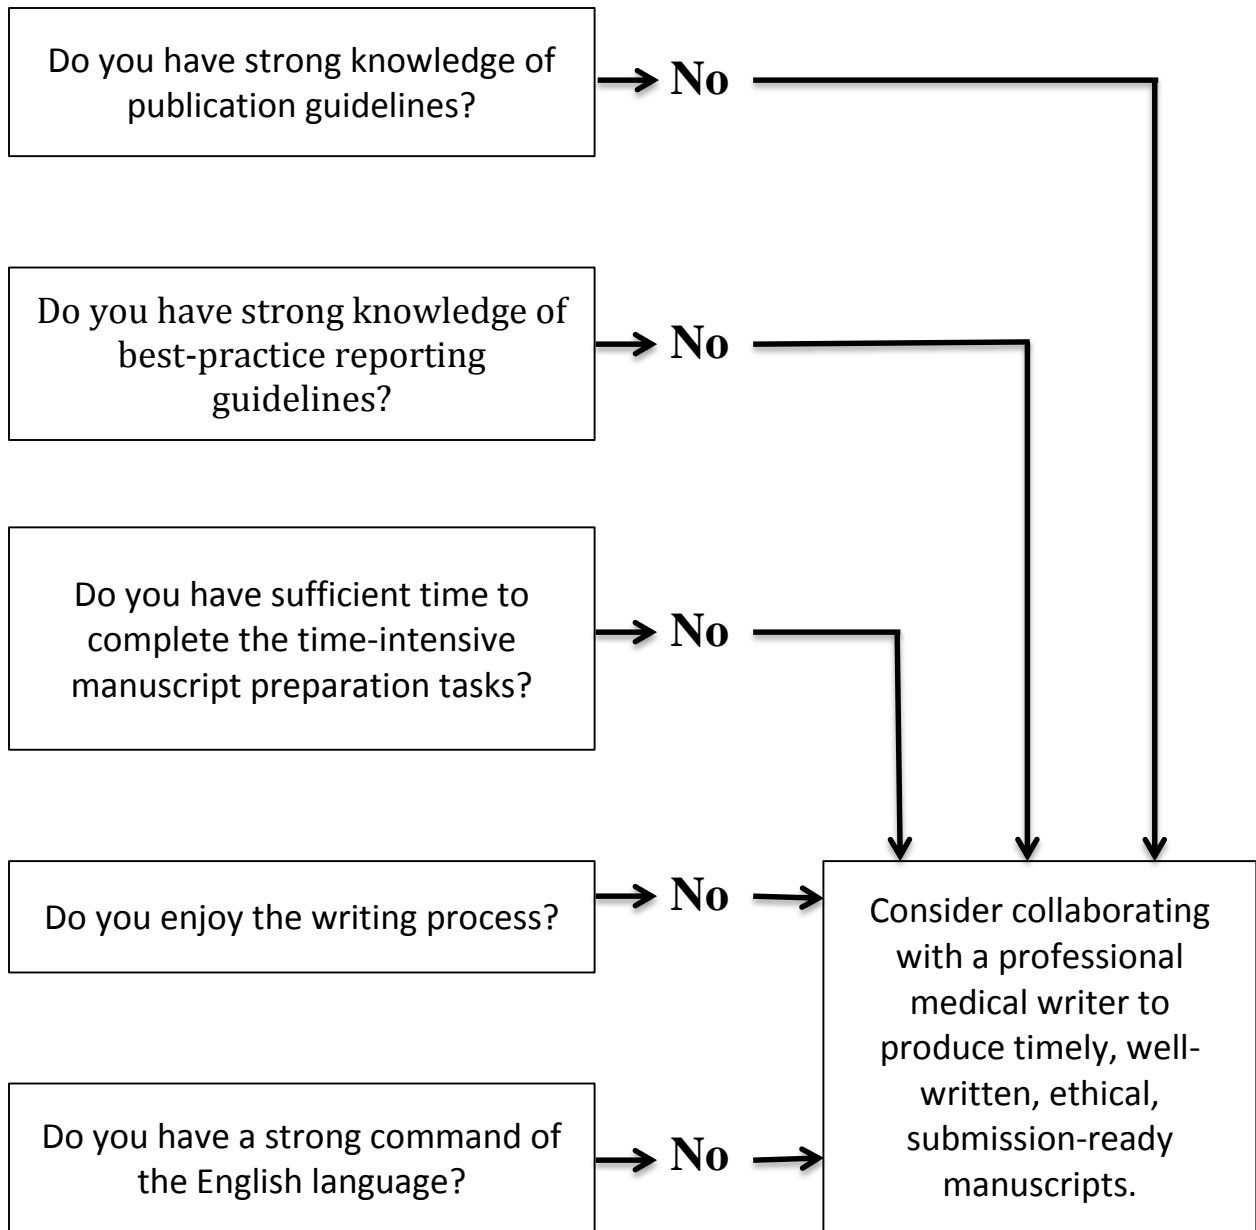 Do you have strong knowledge of
publication guidelines?
No
Do you have strong knowledge of
best-practice reporting
guidelines?
No
Do you have sufficient time to
complete the time-intensive
manuscript preparation tasks?
No
Do you enjoy the writing process?
No
Do you have a strong command of
the English language?
No
Consider collaborating
with a professional
medical writer to
produce timely, well-
written, ethical,
submission-ready
manuscripts.